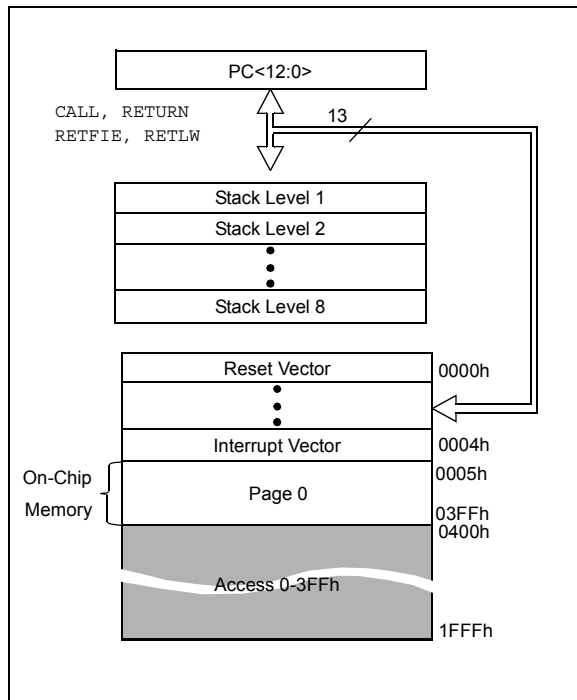 PC<12:0>
CALL, RETURN
RETFIE, RETLW
13
Stack Level 1
Stack Level 2
Stack Level 8
Reset Vector
0000h
Interrupt Vector
0004h
0005h
On-Chip
Memory
Page 0
03FFh
0400h
Access 0-3FFh
1FFFh